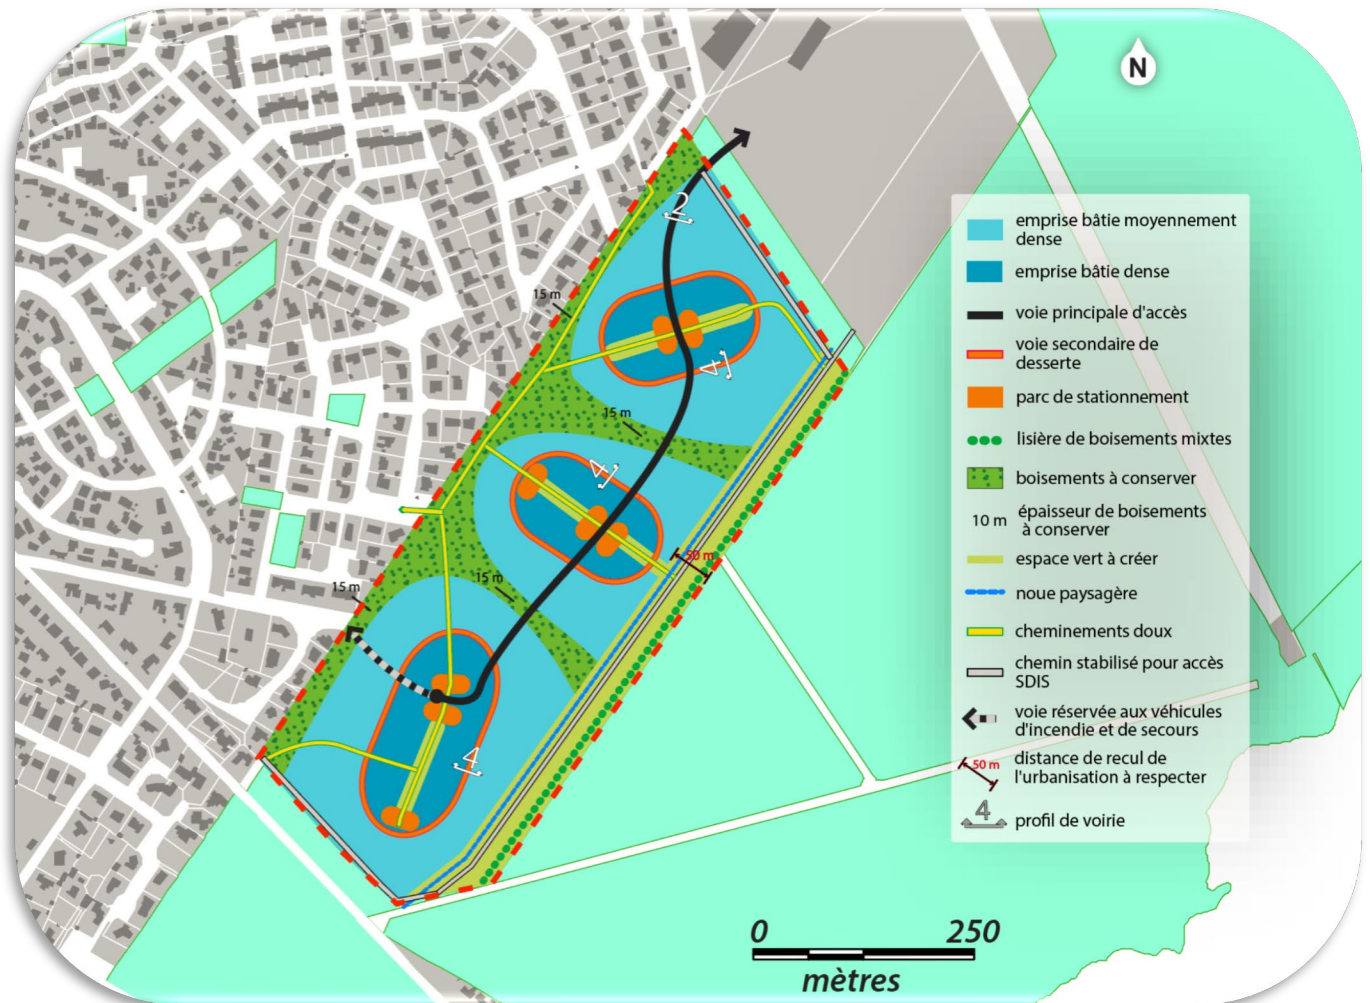 N
2
15 m
4
15 m
4
50 m
15 m
15 m
4
emprise bâtie moyennement
dense
emprise bâtie dense
voie principale d'accès
voie secondaire de
desserte
parc de stationnement
lisière de boisements mixtes
boisements à conserver
10 m
épaisseur de boisements
à conserver
espace vert à créer
noue paysagère
cheminements doux
chemin stabilisé pour accès
SDIS
voie réservée aux véhicules
d'incendie et de secours
50 m
distance de recul de
l'urbanisation à respecter
4
profil de voirie
0 250
mètres